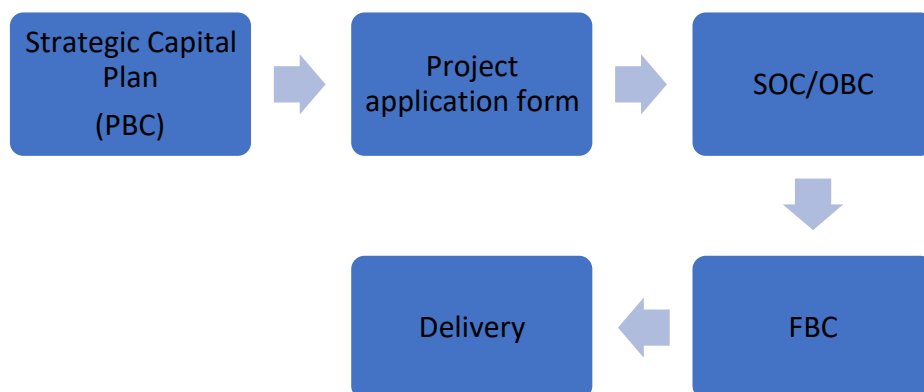 Strategic Capital
Plan
(PBC)
Project
application form
SOC/OBC
FBC
Delivery